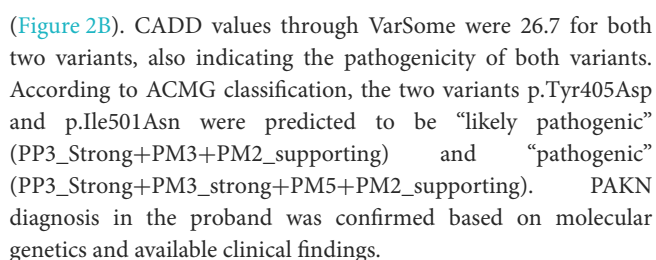 (Figure 2B). CADD values through VarSome were 26.7 for both
two variants, also indicating the pathogenicity of both variants.
According to ACMG classification, the two variants p.Tyr405Asp
and p.Ile501Asn were predicted to be “likely pathogenic”
(PP3_Strong+PM3+PM2_supporting) and “pathogenic”
(PP3_Strong+PM3_strong+PM5+PM2_supporting). PAKN
diagnosis in the proband was confirmed based on molecular
genetics and available clinical findings.